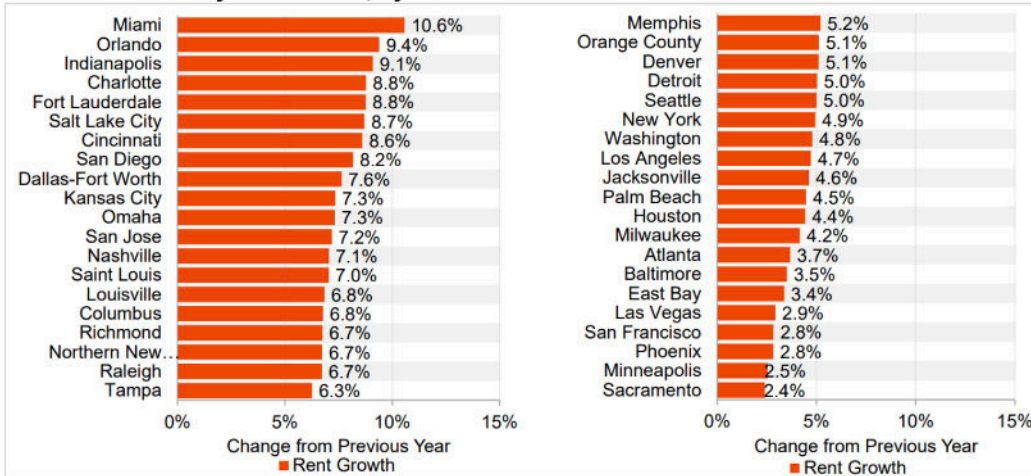 Miami 10.6%
Orlando 9.4%
Indianapolis 9.1%
Charlotte 8.8%
Fort Lauderdale 8.8%
Salt Lake City 8.7%
Cincinnati 8.6%
San Diego 8.2%
Dallas-Fort Worth 7.6%
Kansas City 7.3%
Omaha 7.3%
San Jose 7.2%
Nashville 7.1%
Saint Louis 7.0%
Louisville 6.8%
Columbus 6.8%
Richmond 6.7%
Northern New... 6.7%
Raleigh 6.7%
Tampa 6.3%
0% 5% 10% 15%
Change from Previous Year
Rent Growth
Memphis 5.2%
Orange County 5.1%
Denver 5.1%
Detroit 5.0%
Seattle 5.0%
New York 4.9%
Washington 4.8%
Los Angeles 4.7%
Jacksonville 4.6%
Palm Beach 4.5%
Houston 4.4%
Milwaukee 4.2%
Atlanta 3.7%
Baltimore 3.5%
East Bay 3.4%
Las Vegas 2.9%
San Francisco 2.8%
Phoenix 2.8%
Minneapolis 2.5%
Sacramento 2.4%
0% 5% 10% 15%
Change from Previous Year
Rent Growth